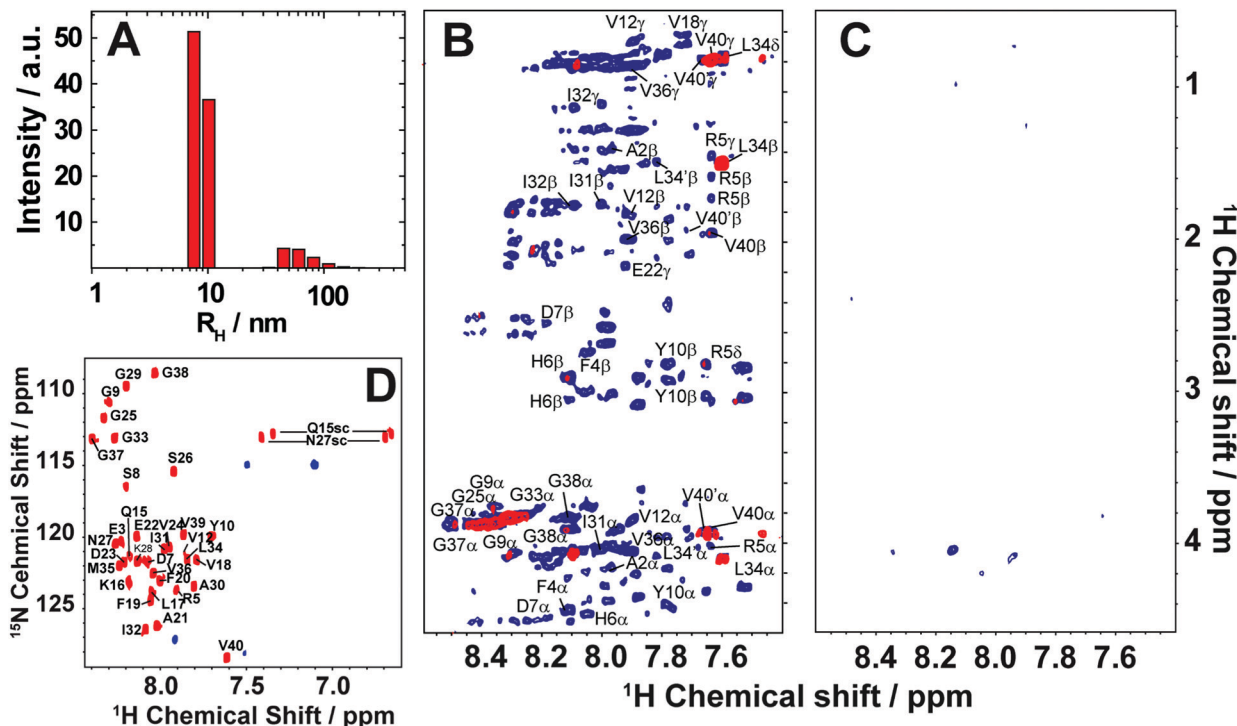 A
Intensity / a.u.
50
40
30
20
10
1
10
100
R_H / nm
B
V12γ
V18γ
V40γ
L34δ
V40'γ
V36γ
I32γ
R5γ
A2β
L34β
L34'β
R5β
I32β
I31β
V12β
R5β
V40'β
V36β
V40β
E22γ
D7β
Y10β
R5δ
H6β
F4β
H6β
Y10β
G9α
G25α
G33α
G38α
G37α
V40'α
I31α
V12α
V40α
G38α
V36α
G37α
G9α
R5α
L34'α
A2α
L34α
F4α
Y10α
D7α
H6α
8.4
8.2
8.0
7.8
7.6
C
1
2
3
4
¹H Chemical shift / ppm
8.4
8.2
8.0
7.8
7.6
¹H Chemical shift / ppm
D
110
115
120
125
¹⁵N Cehmical Shift / ppm
G29
G38
G9
G25
G33
G37
Q15sc
N27sc
S26
S8
Q15
E3
E22
V24
V39
Y10
N27
I31
V12
K28
L34
D23
D7
M35
V36
V18
K16
F20
A30
R5
F19
L17
A21
I32
V40
8.0
7.5
7.0
¹H Chemical Shift / ppm